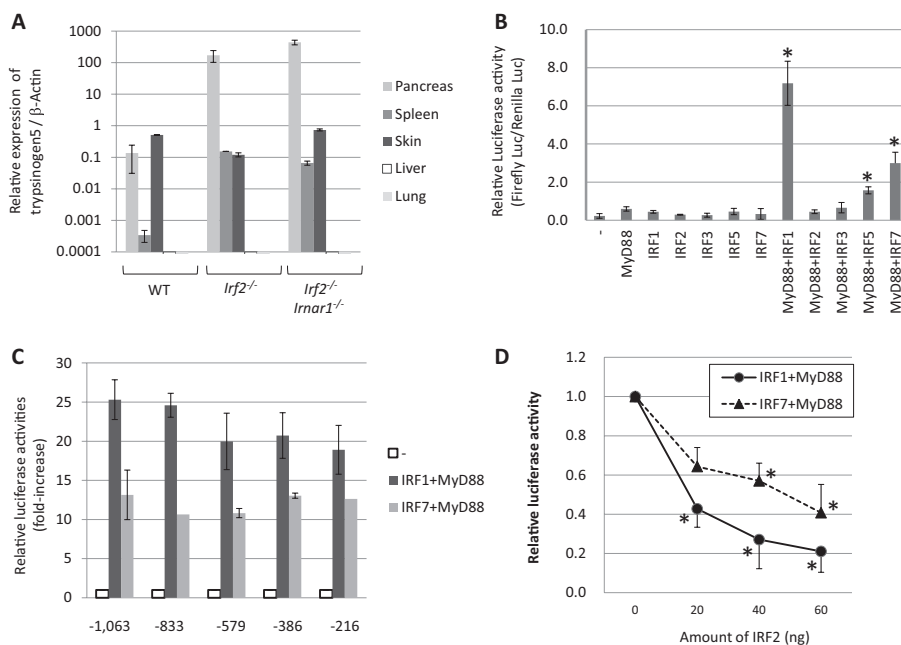 A
Relative expression of
trypsinogen5 / β-Actin
1000
100
10
1
0.1
0.01
0.001
0.0001
WT
Irf2-/-
Irf2-/-
Irnar1-/-
Pancreas
Spleen
Skin
Liver
Lung
B
Relative Luciferase activity
(Firefly Luc/Renilla Luc)
10.0
8.0
6.0
4.0
2.0
0.0
*
*
*
-
MyD88
IRF1
IRF2
IRF3
IRF5
IRF7
MyD88+IRF1
MyD88+IRF2
MyD88+IRF3
MyD88+IRF5
MyD88+IRF7
C
Relative luciferase activities
(fold-increase)
30
25
20
15
10
5
0
-1,063
-833
-579
-386
-216
-
IRF1+MyD88
IRF7+MyD88
D
Relative luciferase activity
1.2
1.0
0.8
0.6
0.4
0.2
0.0
IRF1+MyD88
IRF7+MyD88
*
*
*
*
*
0
20
40
60
Amount of IRF2 (ng)